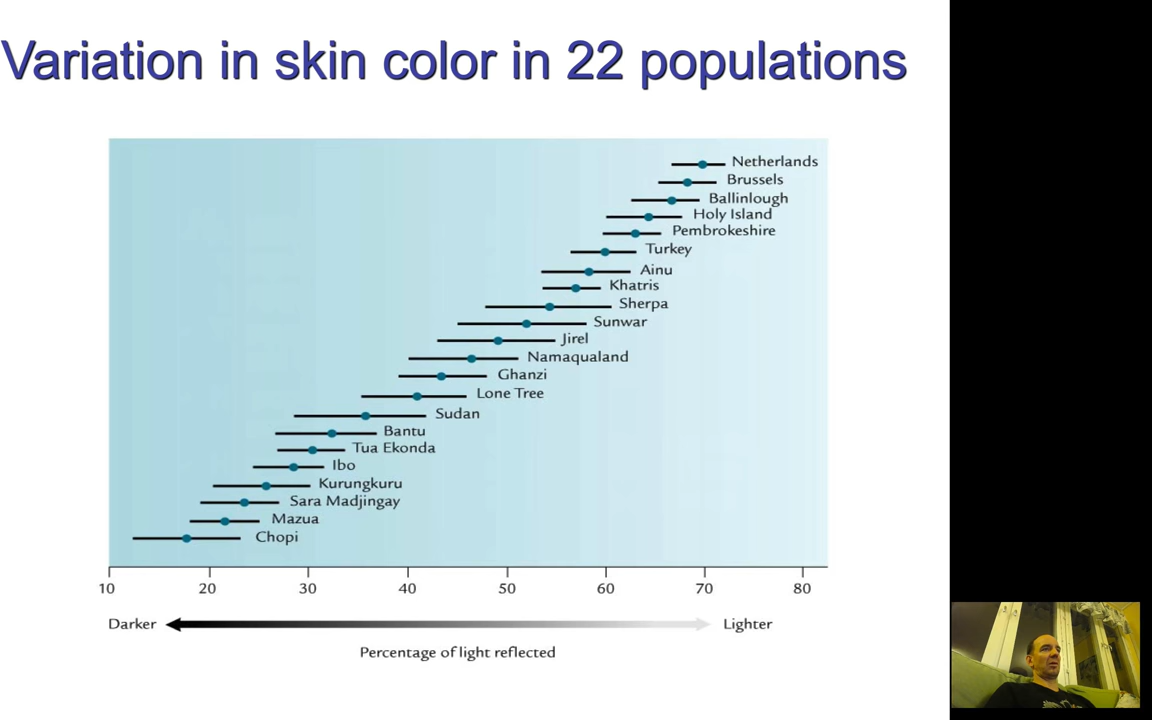 Variation in skin color in 22 populations
Netherlands
Brussels
Ballinlough
Holy Island
Pembrokeshire
Turkey
Ainu
Khatris
Sherpa
Sunwar
Jirel
Namaqualand
Ghanzi
Lone Tree
Sudan
Bantu
Tua Ekonda
Ibo
Kurungkuru
Sara Madjingay
Mazua
Chopi
10 20 30 40 50 60 70 80
Darker Lighter
Percentage of light reflected